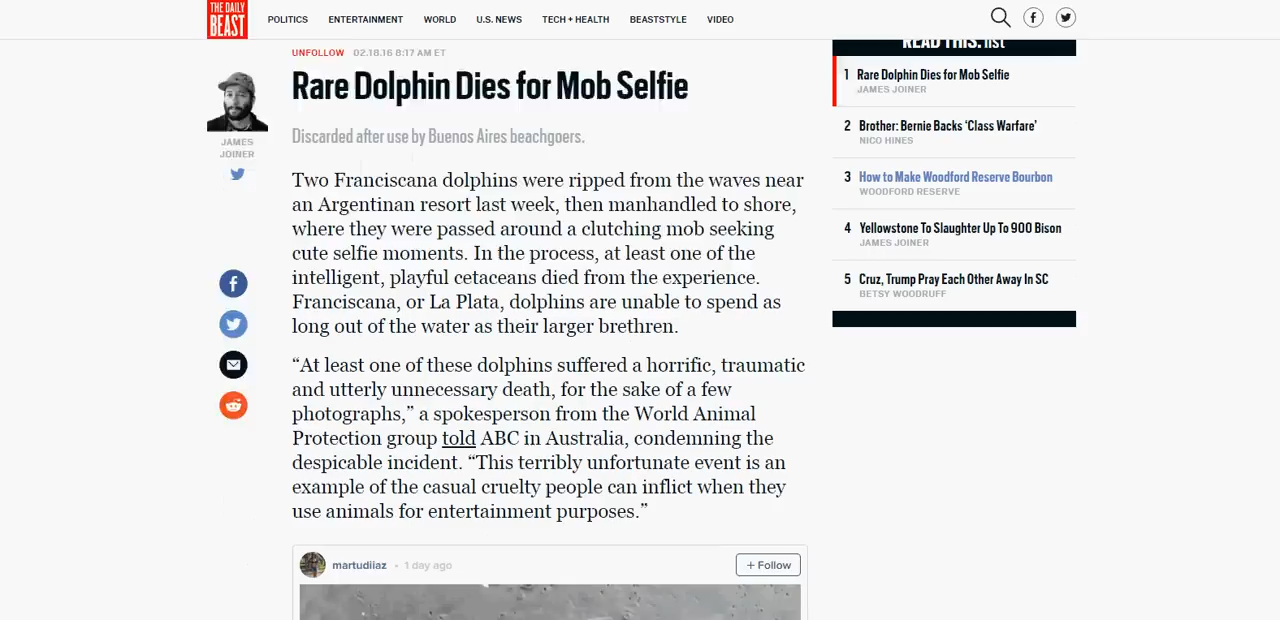 THE DAILY
BEAST
POLITICS
ENTERTAINMENT
WORLD
U.S. NEWS
TECH + HEALTH
BEASTSTYLE
VIDEO
JAMES
JOINER
UNFOLLOW 02.18.16 8:17 AM ET
Rare Dolphin Dies for Mob Selfie
Discarded after use by Buenos Aires beachgoers.
Two Franciscana dolphins were ripped from the waves near
an Argentinan resort last week, then manhandled to shore,
where they were passed around a clutching mob seeking
cute selfie moments. In the process, at least one of the
intelligent, playful cetaceans died from the experience.
Franciscana, or La Plata, dolphins are unable to spend as
long out of the water as their larger brethren.
“At least one of these dolphins suffered a horrific, traumatic
and utterly unnecessary death, for the sake of a few
photographs,” a spokesperson from the World Animal
Protection group told ABC in Australia, condemning the
despicable incident. “This terribly unfortunate event is an
example of the casual cruelty people can inflict when they
use animals for entertainment purposes.”
martudiiaz • 1 day ago
+ Follow
READ THIS. list
1 Rare Dolphin Dies for Mob Selfie
JAMES JOINER
2 Brother: Bernie Backs ‘Class Warfare’
NICO HINES
3 How to Make Woodford Reserve Bourbon
WOODFORD RESERVE
4 Yellowstone To Slaughter Up To 900 Bison
JAMES JOINER
5 Cruz, Trump Pray Each Other Away In SC
BETSY WOODRUFF